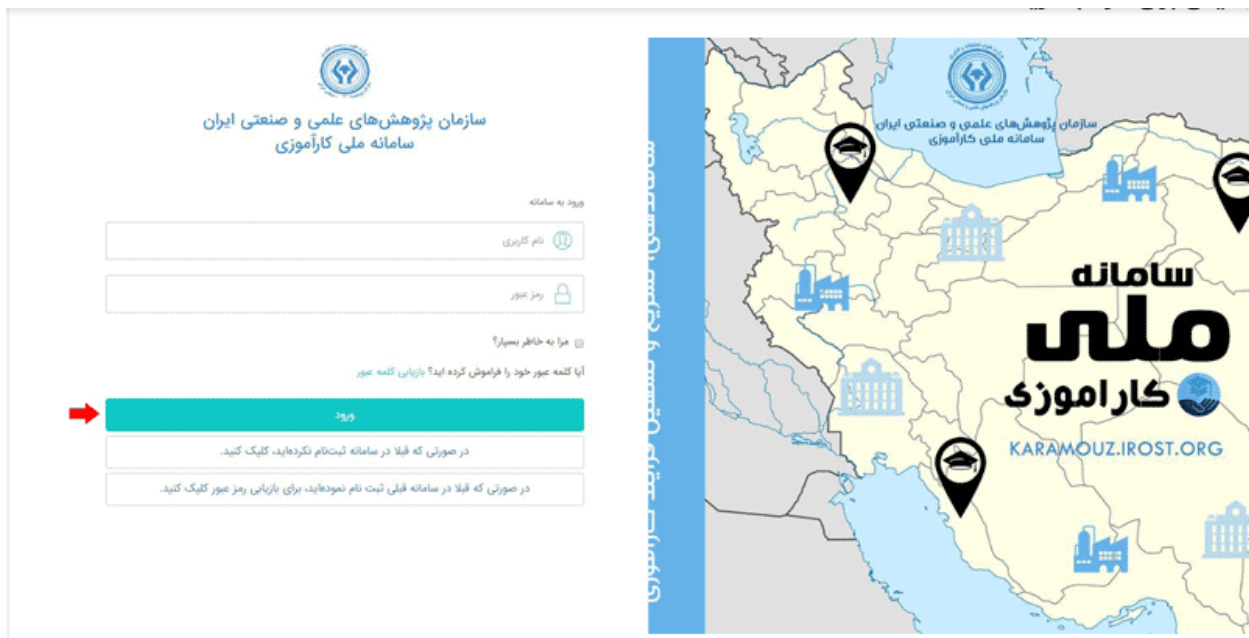 سازمان پژوهش‌های علمی و صنعتی ایران
سامانه ملی کارآموزی
ورود به سامانه
نام کاربری
رمز عبور
مرا به خاطر بسپار؟
آیا کلمه عبور خود را فراموش کرده اید؟ بازیابی کلمه عبور
ورود
در صورتی که قبلا در سامانه ثبت‌نام نکرده‌اید، کلیک کنید.
در صورتی که قبلا در سامانه قبلی ثبت نام نموده‌اید، برای بازیابی رمز عبور کلیک کنید.
سازمان پژوهش‌های علمی و صنعتی ایران
سامانه ملی کارآموزی
سامانه
ملی
کاراموزی
KARAMOUZ.IROST.ORG